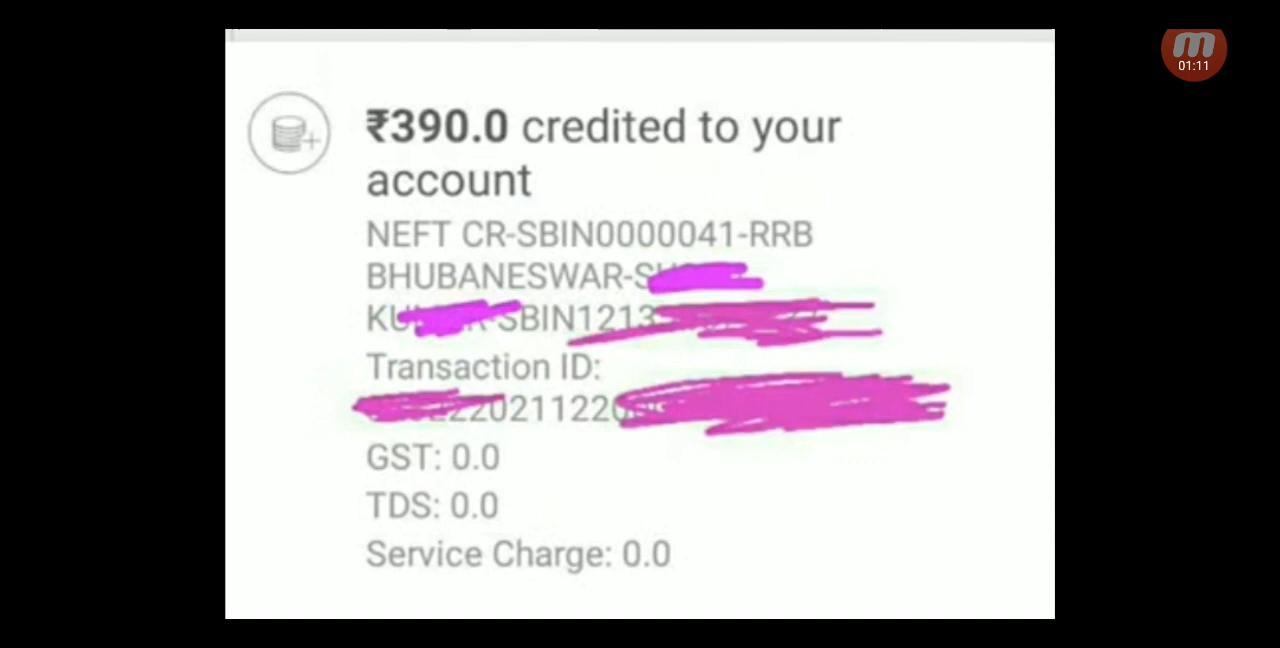 ₹390.0 credited to your
account
NEFT CR-SBIN0000041-RRB
BHUBANESWAR-
SBIN1213
Transaction ID:
GST: 0.0
TDS: 0.0
Service Charge: 0.0
01:11